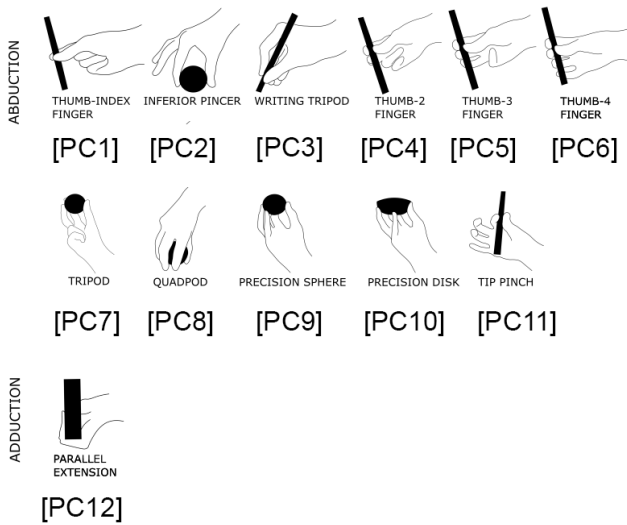 ABDUCTION
THUMB-INDEX FINGER
INFERIOR PINCER
WRITING TRIPOD
THUMB-2 FINGER
THUMB-3 FINGER
THUMB-4 FINGER
[PC1] [PC2] [PC3] [PC4] [PC5] [PC6]
TRIPOD QUADPOD PRECISION SPHERE PRECISION DISK TIP PINCH
[PC7] [PC8] [PC9] [PC10] [PC11]
ADDUCTION
PARALLEL
EXTENSION
[PC12]